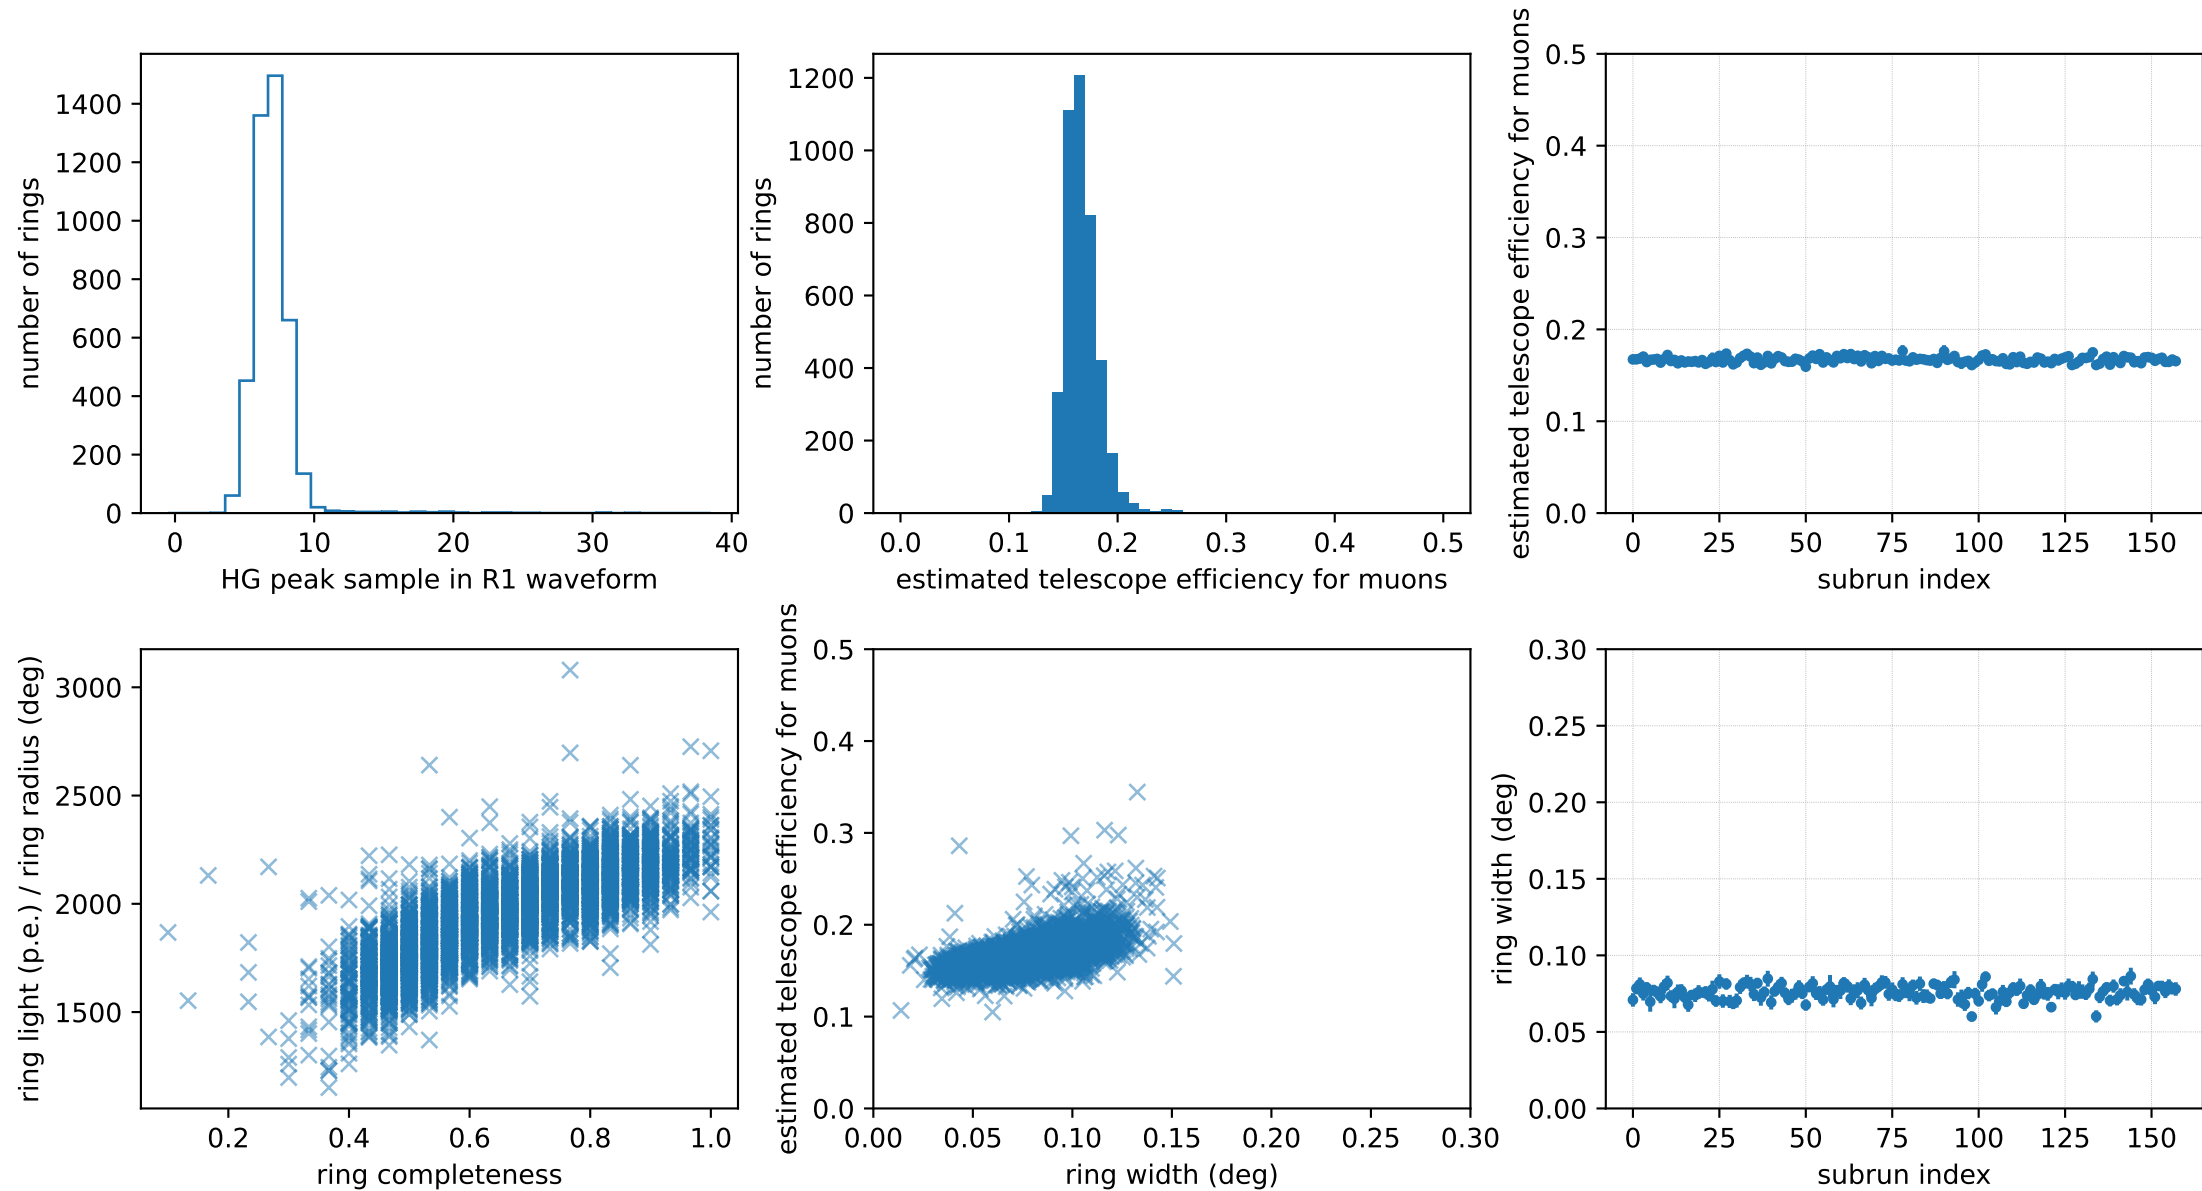 number of rings
1400
1200
1000
800
600
400
200
0
0 10 20 30 40
HG peak sample in R1 waveform
number of rings
1200
1000
800
600
400
200
0
0.0 0.1 0.2 0.3 0.4 0.5
estimated telescope efficiency for muons
estimated telescope efficiency for muons
0.5
0.4
0.3
0.2
0.1
0.0
0 25 50 75 100 125 150
subrun index
ring light (p.e.) / ring radius (deg)
3000
2500
2000
1500
0.2 0.4 0.6 0.8 1.0
ring completeness
estimated telescope efficiency for muons
0.5
0.4
0.3
0.2
0.1
0.0
0.00 0.05 0.10 0.15 0.20 0.25 0.30
ring width (deg)
ring width (deg)
0.30
0.25
0.20
0.15
0.10
0.05
0.00
0 25 50 75 100 125 150
subrun index